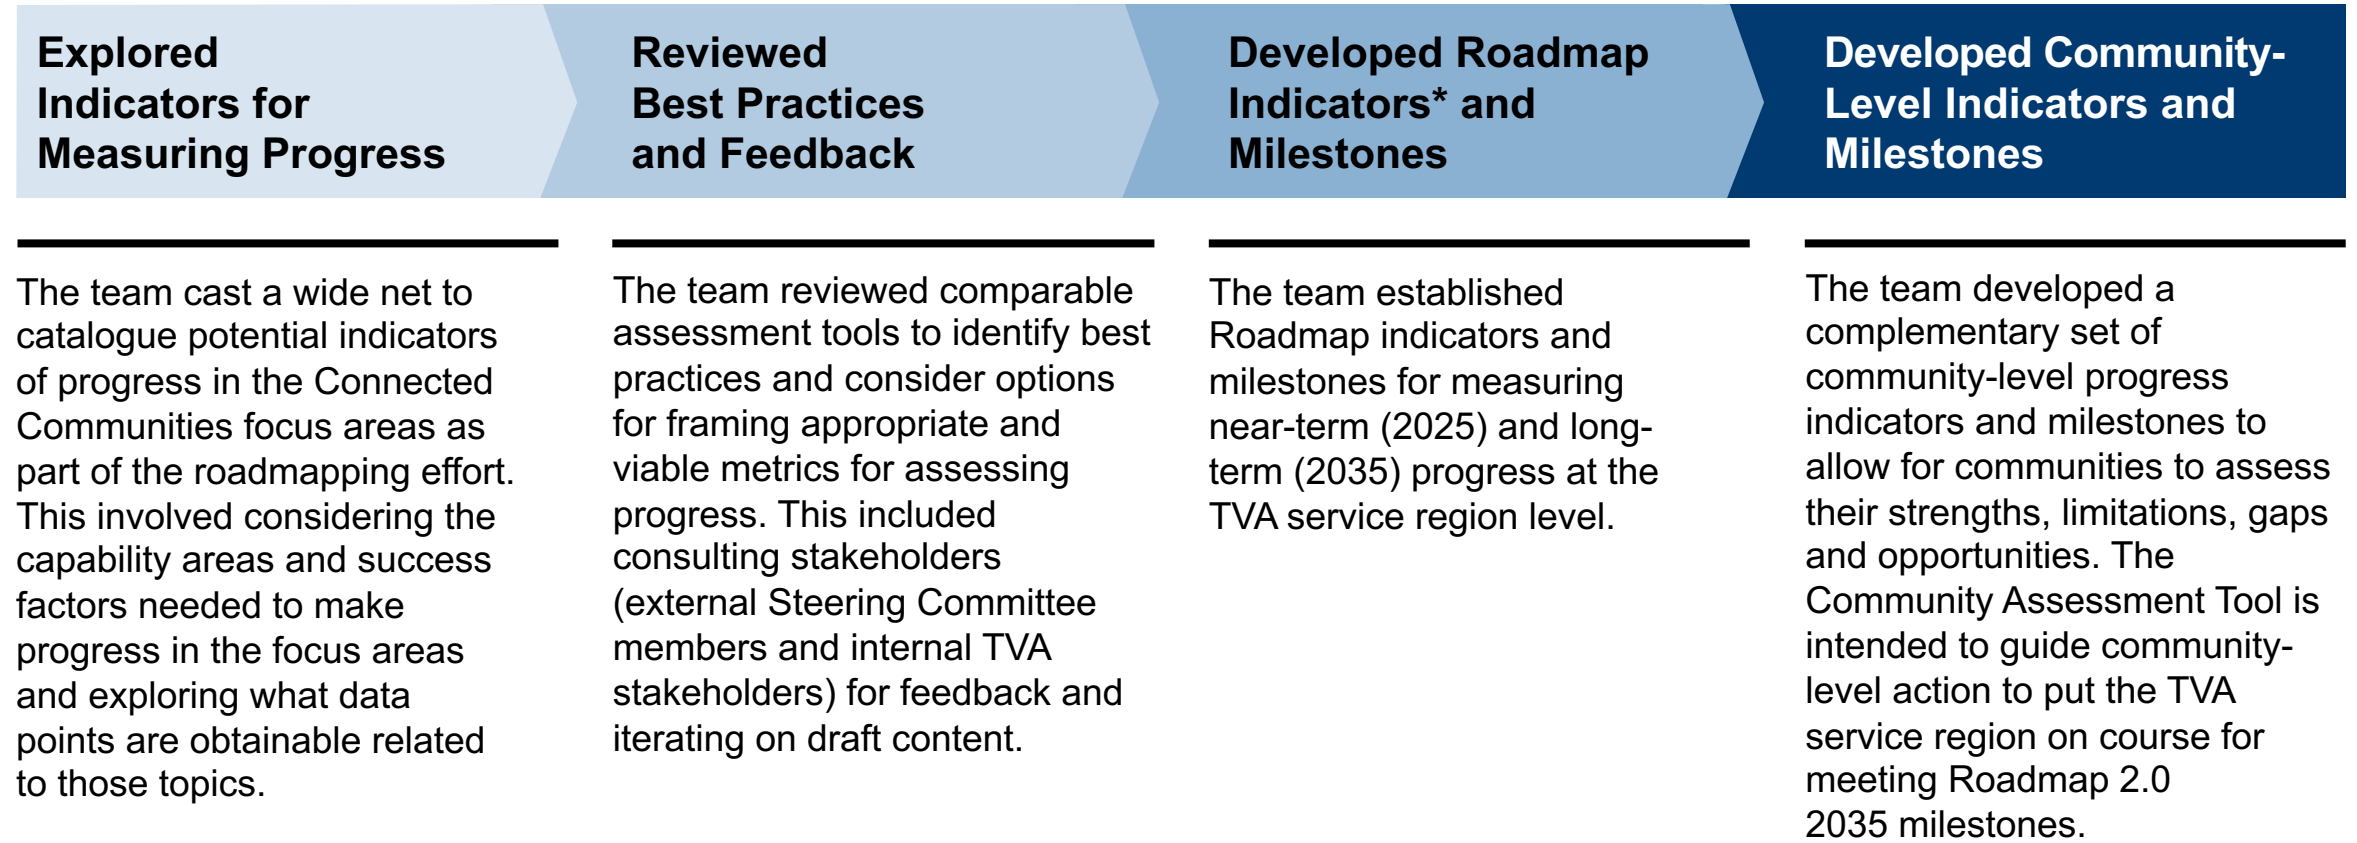 Explored
Indicators for
Measuring Progress
Reviewed
Best Practices
and Feedback
Developed Roadmap
Indicators* and
Milestones
Developed Community-
Level Indicators and
Milestones
The team cast a wide net to
catalogue potential indicators
of progress in the Connected
Communities focus areas as
part of the roadmapping effort.
This involved considering the
capability areas and success
factors needed to make
progress in the focus areas
and exploring what data
points are obtainable related
to those topics.
The team reviewed comparable
assessment tools to identify best
practices and consider options
for framing appropriate and
viable metrics for assessing
progress. This included
consulting stakeholders
(external Steering Committee
members and internal TVA
stakeholders) for feedback and
iterating on draft content.
The team established
Roadmap indicators and
milestones for measuring
near-term (2025) and long-
term (2035) progress at the
TVA service region level.
The team developed a
complementary set of
community-level progress
indicators and milestones to
allow for communities to assess
their strengths, limitations, gaps
and opportunities. The
Community Assessment Tool is
intended to guide community-
level action to put the TVA
service region on course for
meeting Roadmap 2.0
2035 milestones.